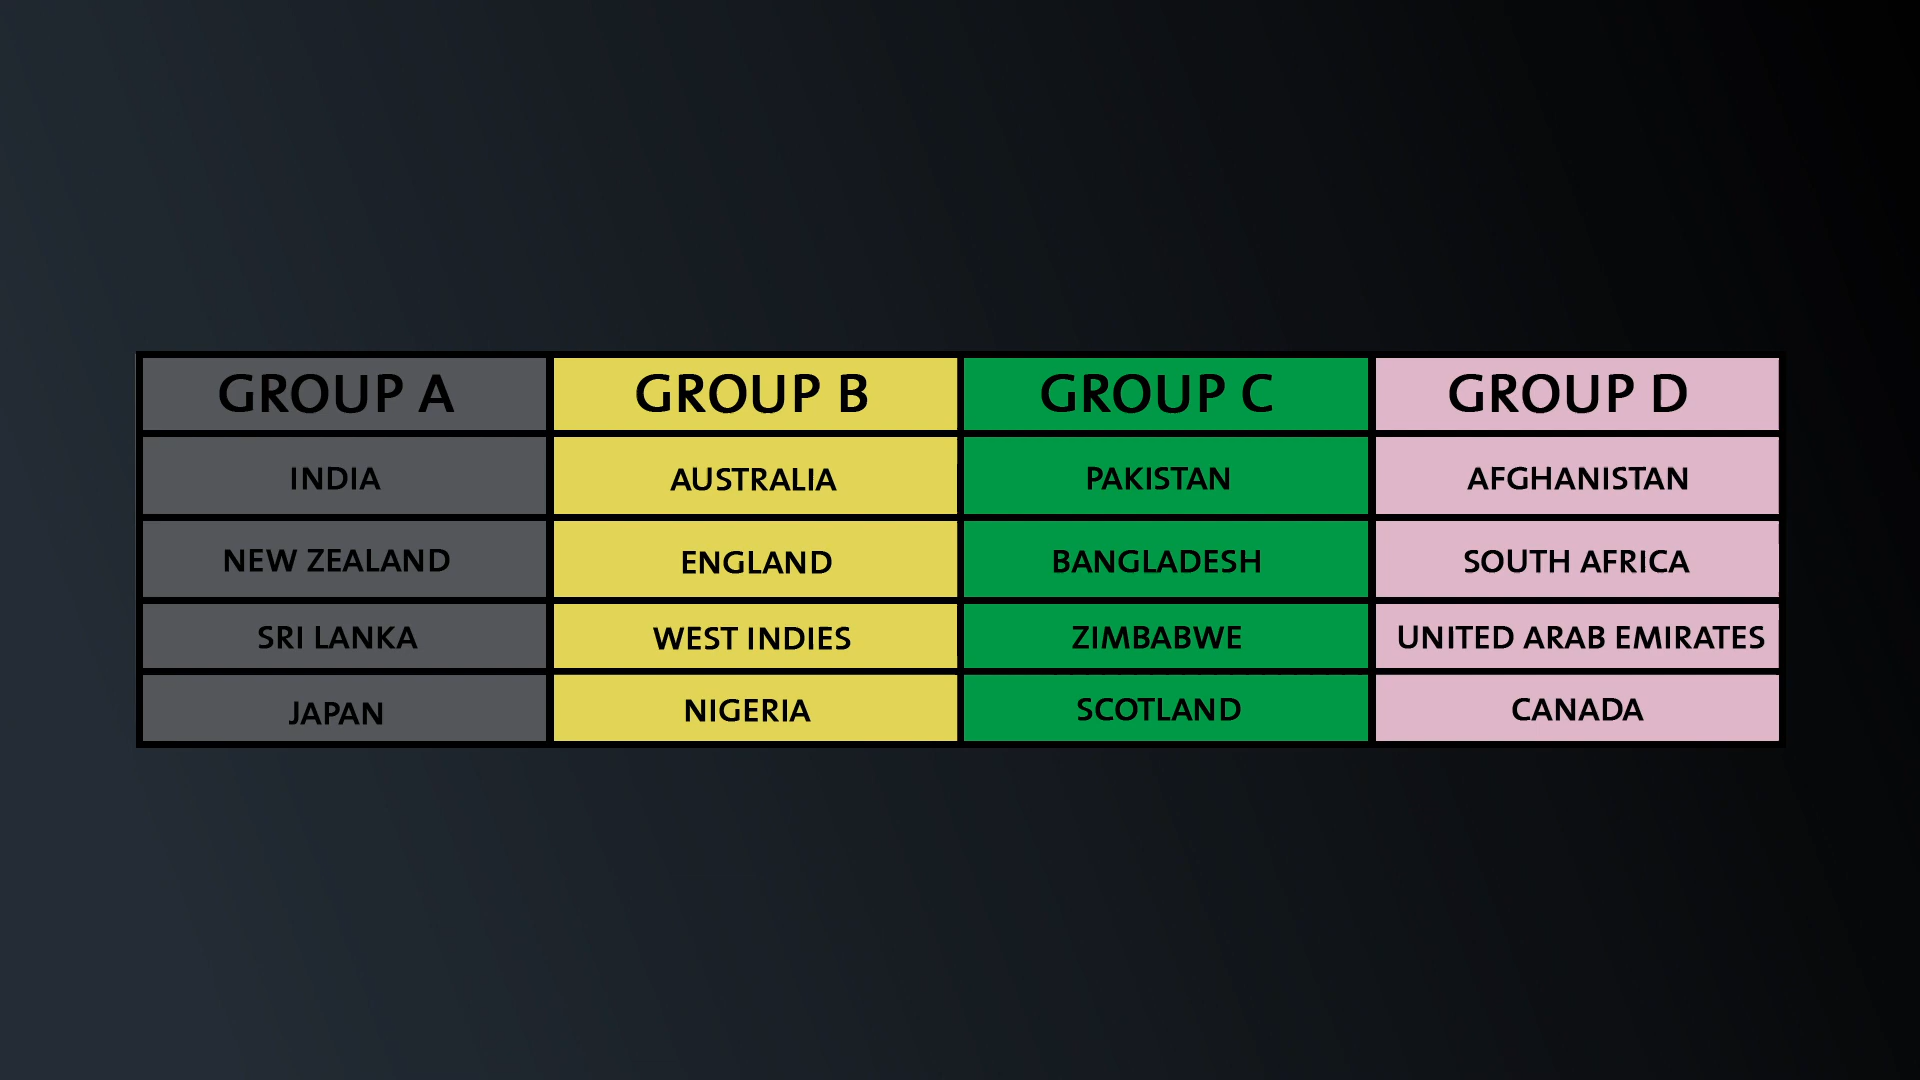 GROUP A GROUP B GROUP C GROUP D
INDIA AUSTRALIA PAKISTAN AFGHANISTAN
NEW ZEALAND ENGLAND BANGLADESH SOUTH AFRICA
SRI LANKA WEST INDIES ZIMBABWE UNITED ARAB EMIRATES
JAPAN NIGERIA SCOTLAND CANADA